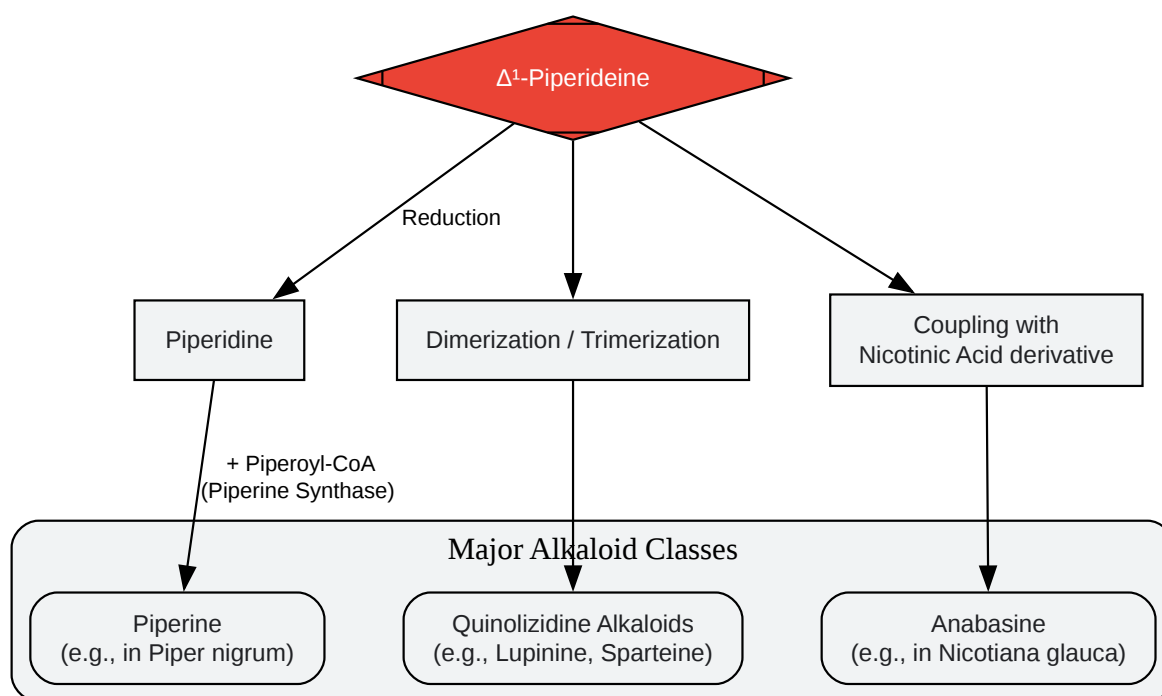 Δ¹-Piperideine
Reduction
Piperidine
Dimerization / Trimerization
Coupling with
Nicotinic Acid derivative
+ Piperoyl-CoA
(Piperine Synthase)
Major Alkaloid Classes
Piperine
(e.g., in Piper nigrum)
Quinolizidine Alkaloids
(e.g., Lupinine, Sparteine)
Anabasine
(e.g., in Nicotiana glauca)